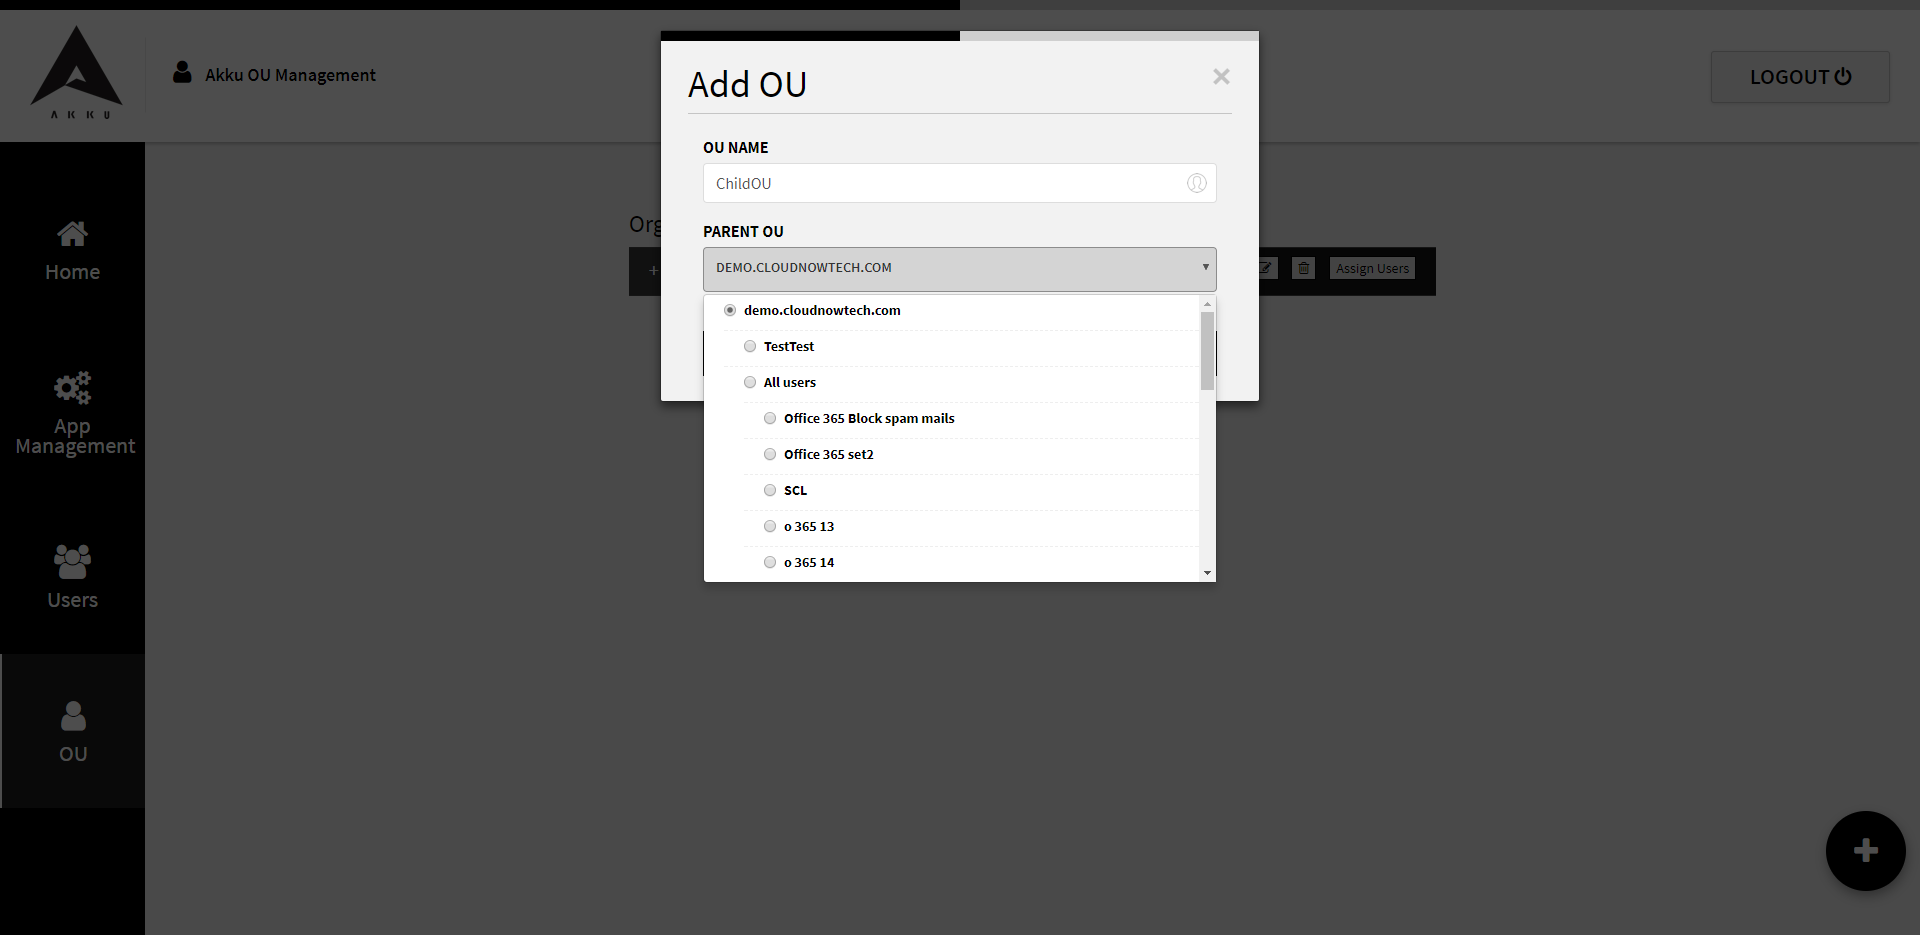 AKKU
Akku OU Management
LOGOUT
Home
App
Management
Users
OU
Org
+
Assign Users
Add OU
×
OU NAME
ChildOU
PARENT OU
DEMO.CLOUDNOWTECH.COM
demo.cloudnowtech.com
TestTest
All users
Office 365 Block spam mails
Office 365 set2
SCL
o 365 13
o 365 14